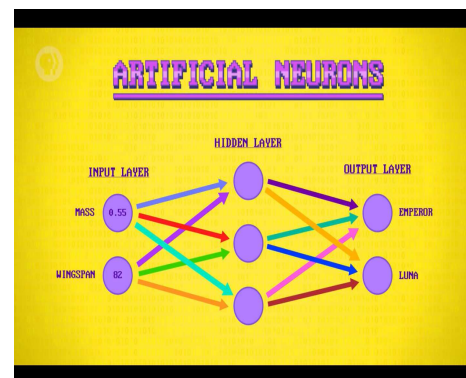 ARTIFICIAL NEURONS
HIDDEN LAYER
INPUT LAYER
OUTPUT LAYER
MASS 0.55
EMPEROR
WINGSPAN 82
LUNA